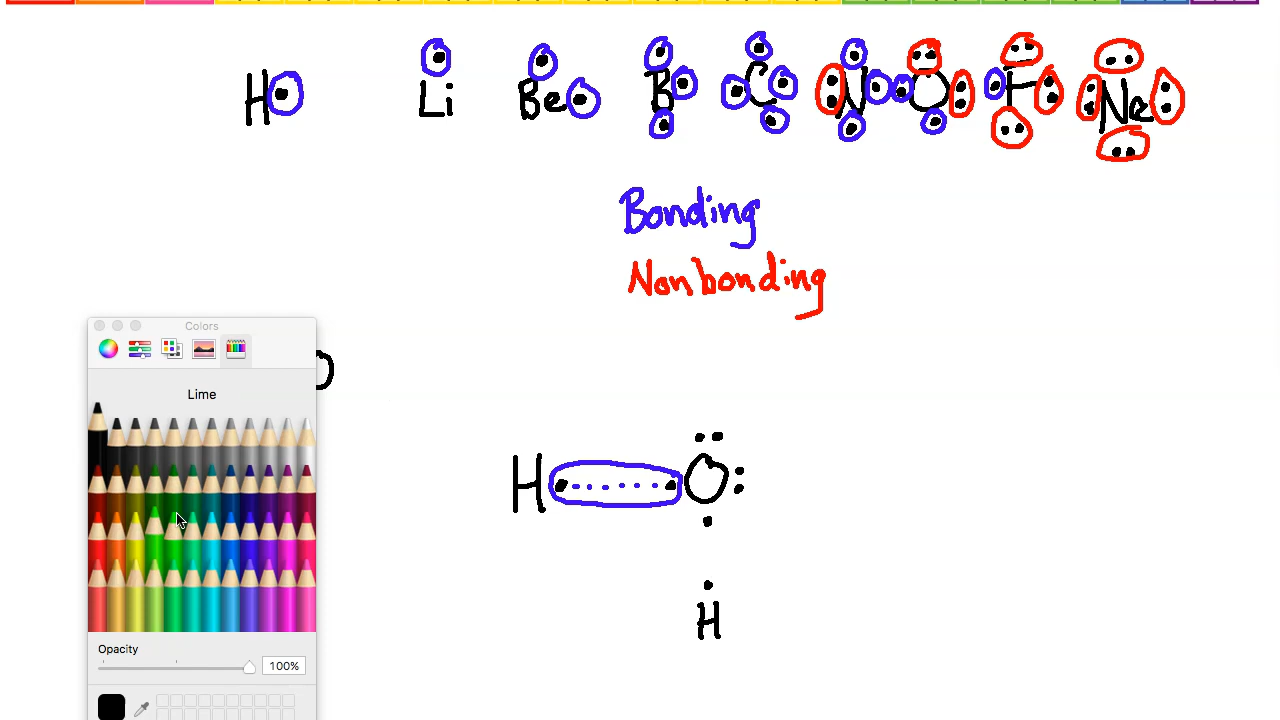 H Li Be B C N O F Ne
Bonding
Nonbonding
Colors
Lime
H O
H
Opacity
100%